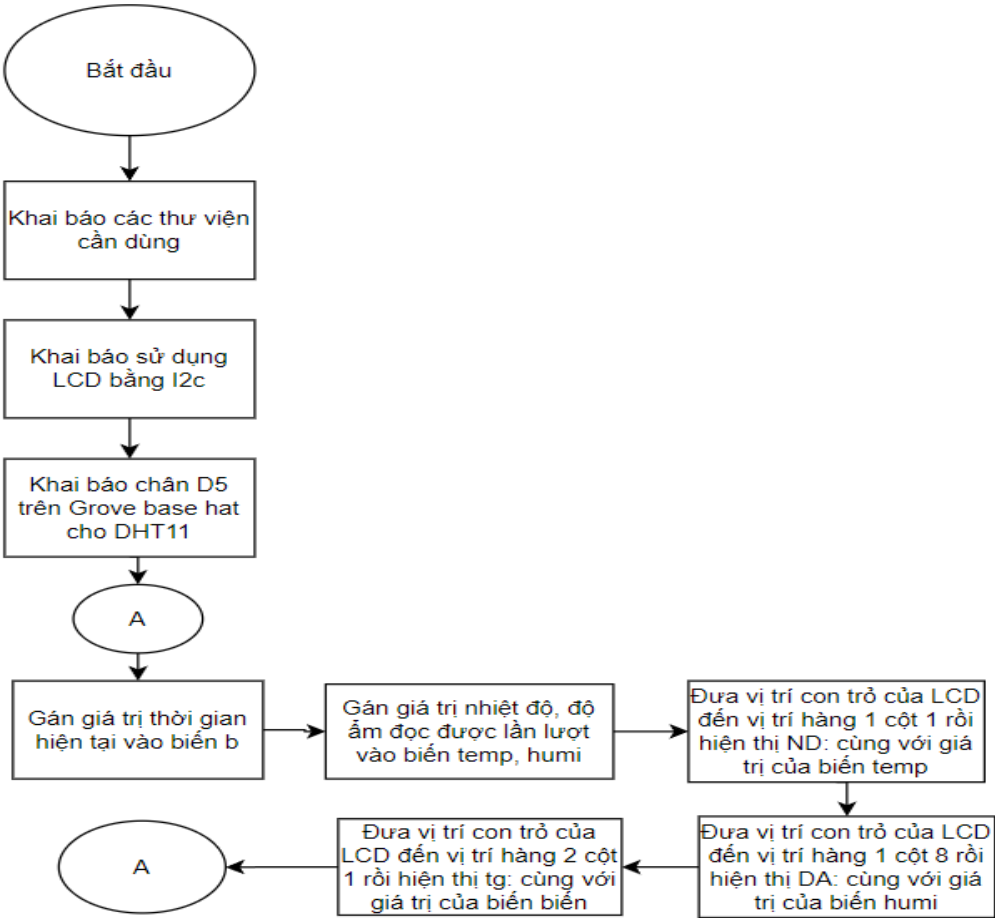 Bắt đầu
Khai báo các thư viện
cần dùng
Khai báo sử dụng
LCD bằng I2c
Khai báo chân D5
trên Grove base hat
cho DHT11
A
Gán giá trị thời gian
hiện tại vào biến b
Gán giá trị nhiệt độ, độ
ẩm đọc được lần lượt
vào biến temp, humi
Đưa vị trí con trỏ của LCD
đến vị trí hàng 1 cột 1 rồi
hiện thị ND: cùng với giá
trị của biến temp
Đưa vị trí con trỏ của LCD
đến vị trí hàng 1 cột 8 rồi
hiện thị DA: cùng với giá
trị của biến humi
Đưa vị trí con trỏ của
LCD đến vị trí hàng 2 cột
1 rồi hiện thị tg: cùng với
giá trị của biến biến
A